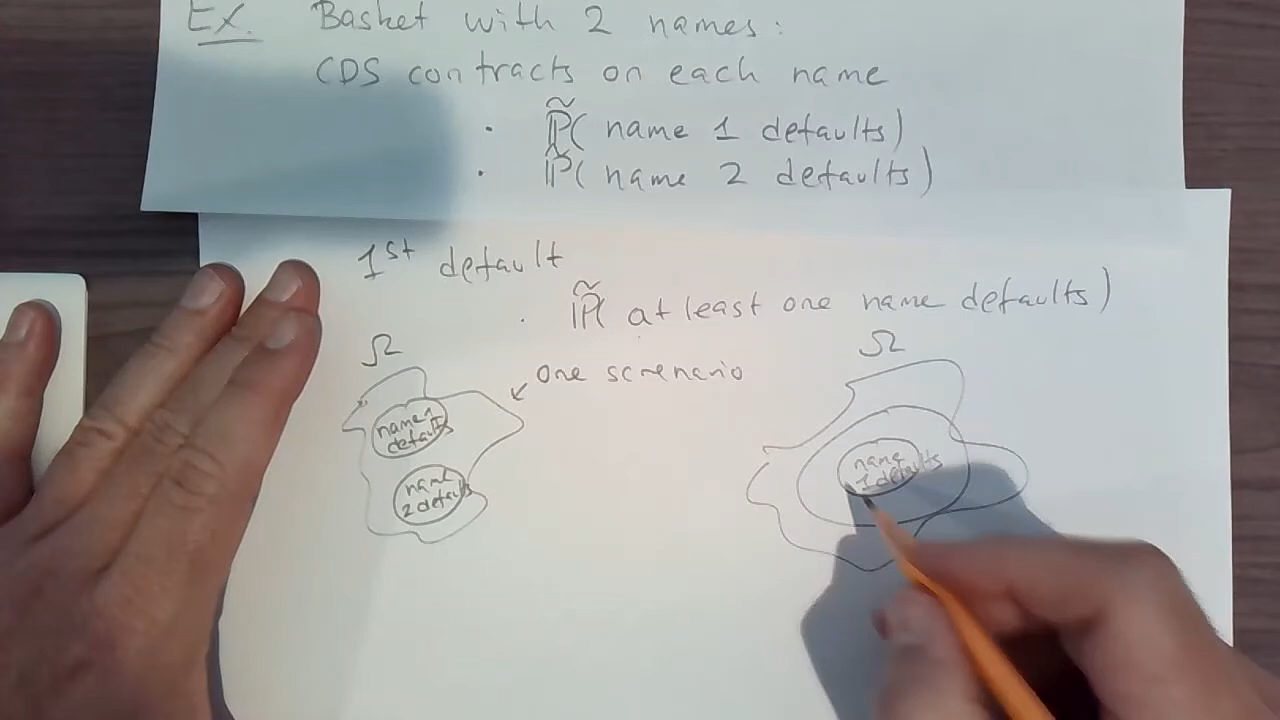 Ex. Basket with 2 names:
CDS contracts on each name
· P̃( name 1 defaults)
· P̃( name 2 defaults)
1st default
· P̃( at least one name defaults)
Ω
Ω
one screnario
name 1
defaults
name
2 defaults
name
1 defaults